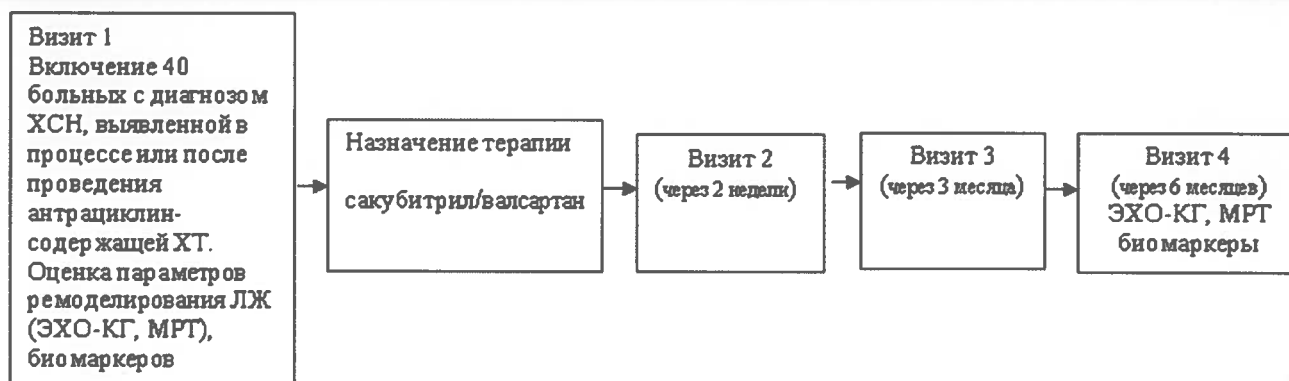 Визит 1
Включение 40
больных с диагнозом
ХСН, выявленной в
процессе или после
проведения
антрациклин-
содержащей ХТ.
Оценка параметров
ремоделирования ЛЖ
(ЭХО-КГ, МРТ),
биомаркеров
Назначение терапии
сакубитрил/валсартан
Визит 2
(через 2 недели)
Визит 3
(через 3 месяца)
Визит 4
(через 6 месяцев)
ЭХО-КГ, МРТ
биомаркеры